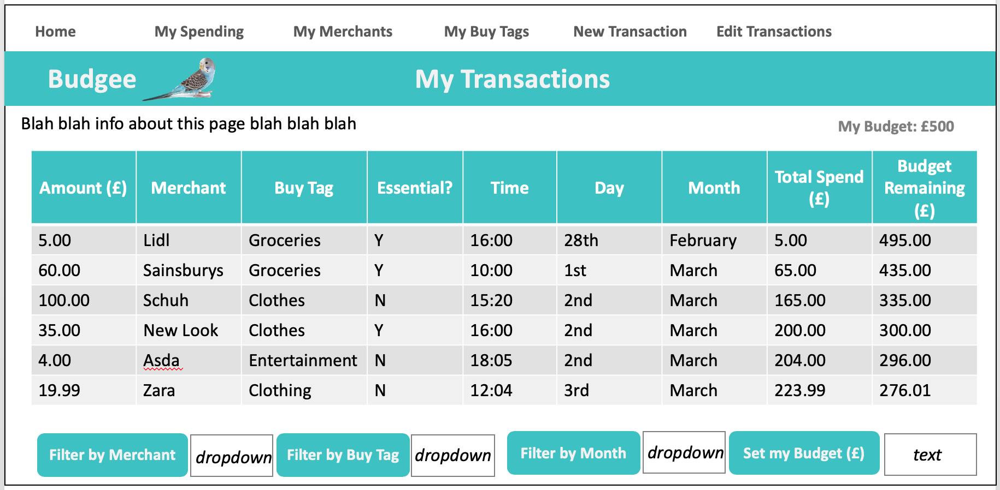 Home My Spending My Merchants My Buy Tags New Transaction Edit Transactions
Budgee My Transactions
Blah blah info about this page blah blah blah
My Budget: £500
Amount (£) Merchant Buy Tag Essential? Time Day Month Total Spend (£) Budget Remaining (£)
5.00 Lidl Groceries Y 16:00 28th February 5.00 495.00
60.00 Sainsburys Groceries Y 10:00 1st March 65.00 435.00
100.00 Schuh Clothes N 15:20 2nd March 165.00 335.00
35.00 New Look Clothes Y 16:00 2nd March 200.00 300.00
4.00 Asda Entertainment N 18:05 2nd March 204.00 296.00
19.99 Zara Clothing N 12:04 3rd March 223.99 276.01
Filter by Merchant dropdown Filter by Buy Tag dropdown Filter by Month dropdown Set my Budget (£) text